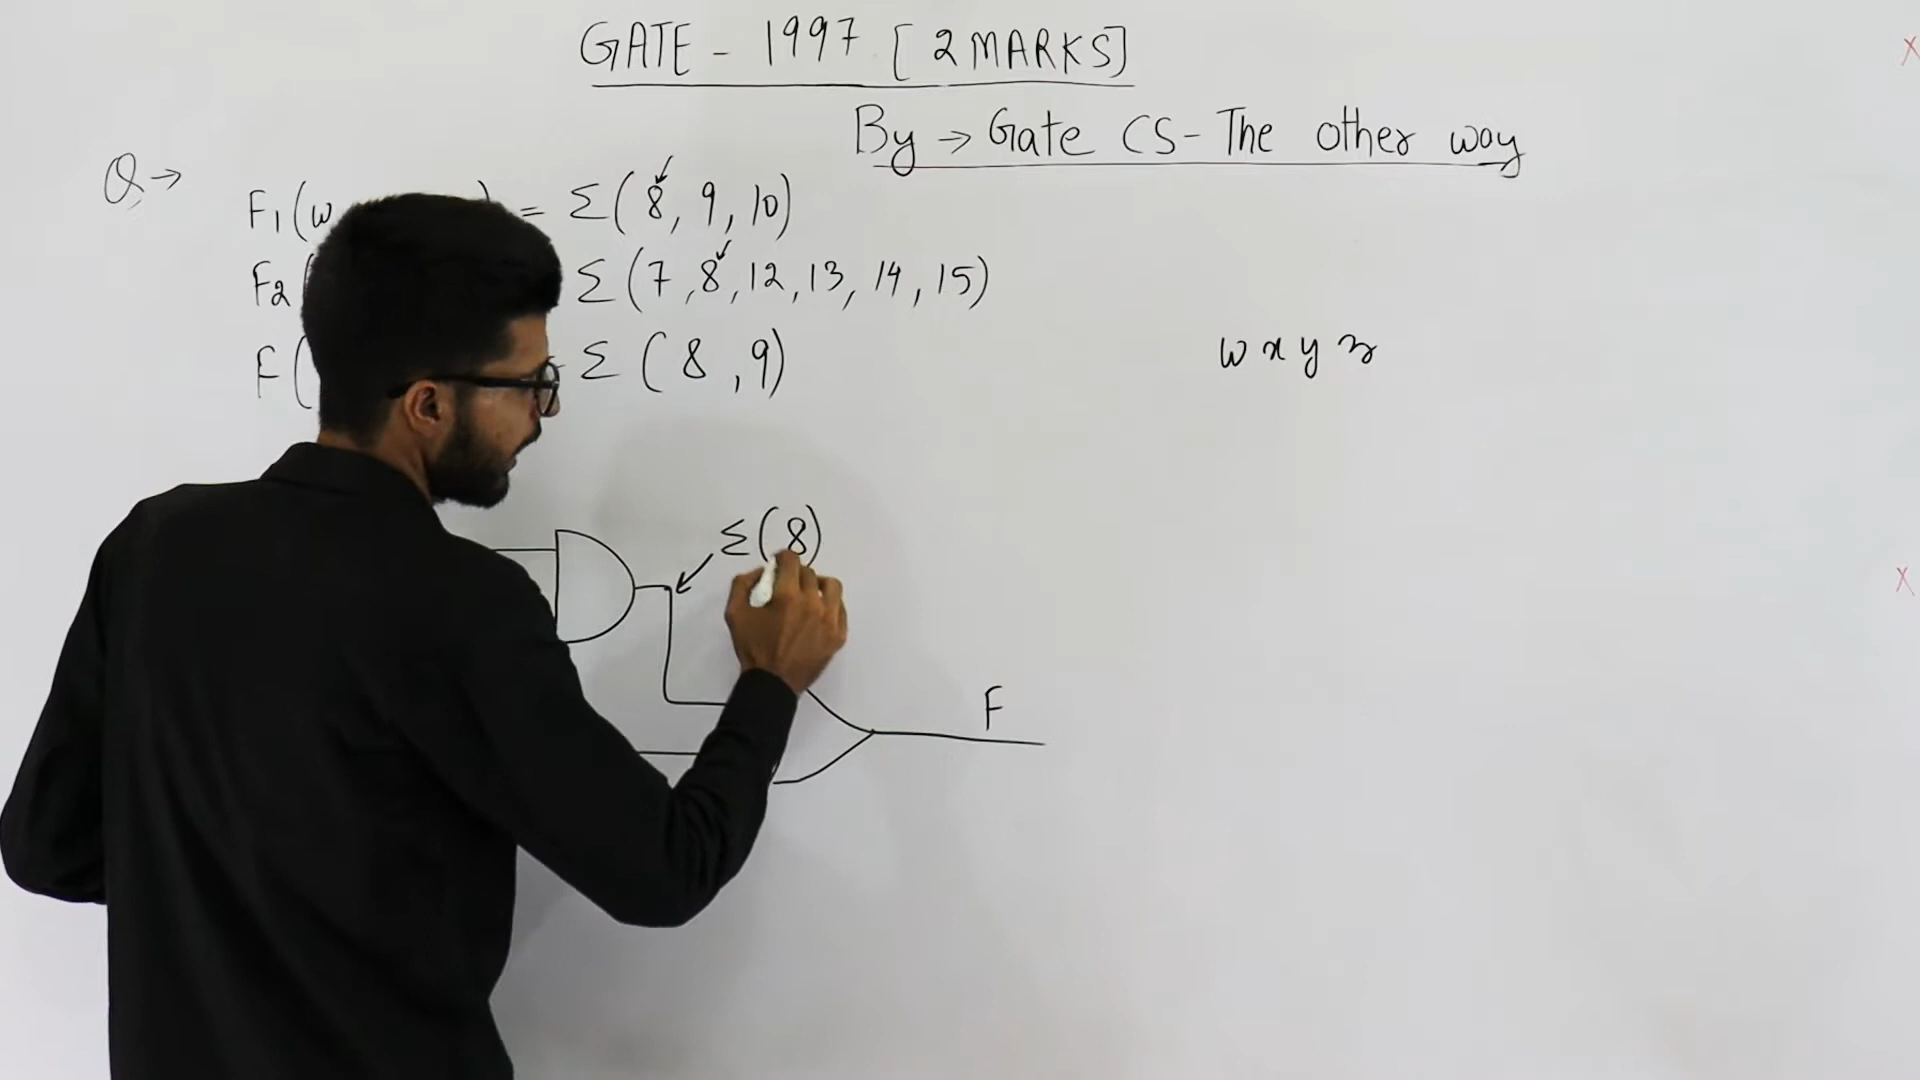 GATE - 1997 [2 MARKS]
By → Gate CS - The other way
Q →
F1(w ) = Σ(8, 9, 10)
F2( Σ(7, 8, 12, 13, 14, 15)
F( = Σ(8, 9)
w x y z
Σ(8)
F